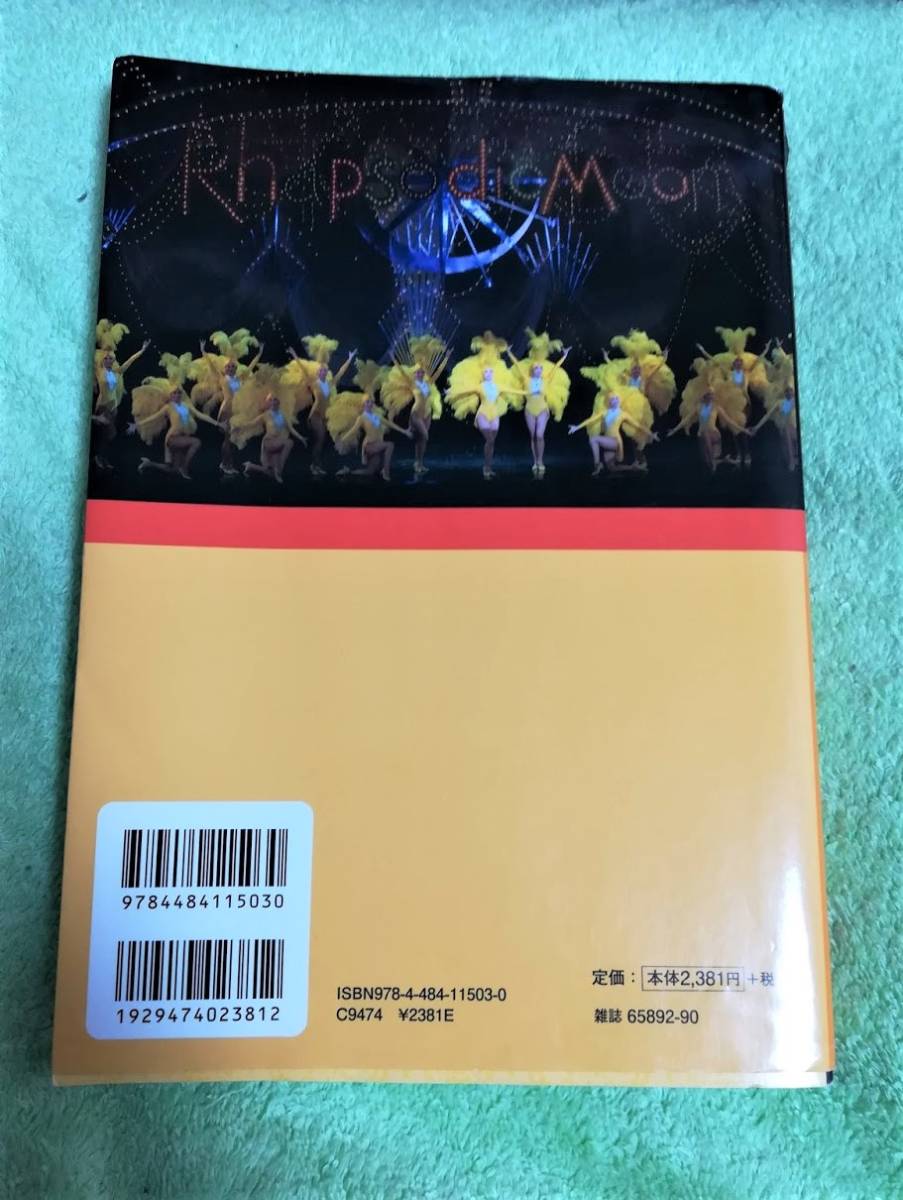 Rhapsodic Moon
9784484115030
1929474023812
ISBN978-4-484-11503-0
C9474 ¥2381E
定価：本体2,381円+税
雑誌 65892-90